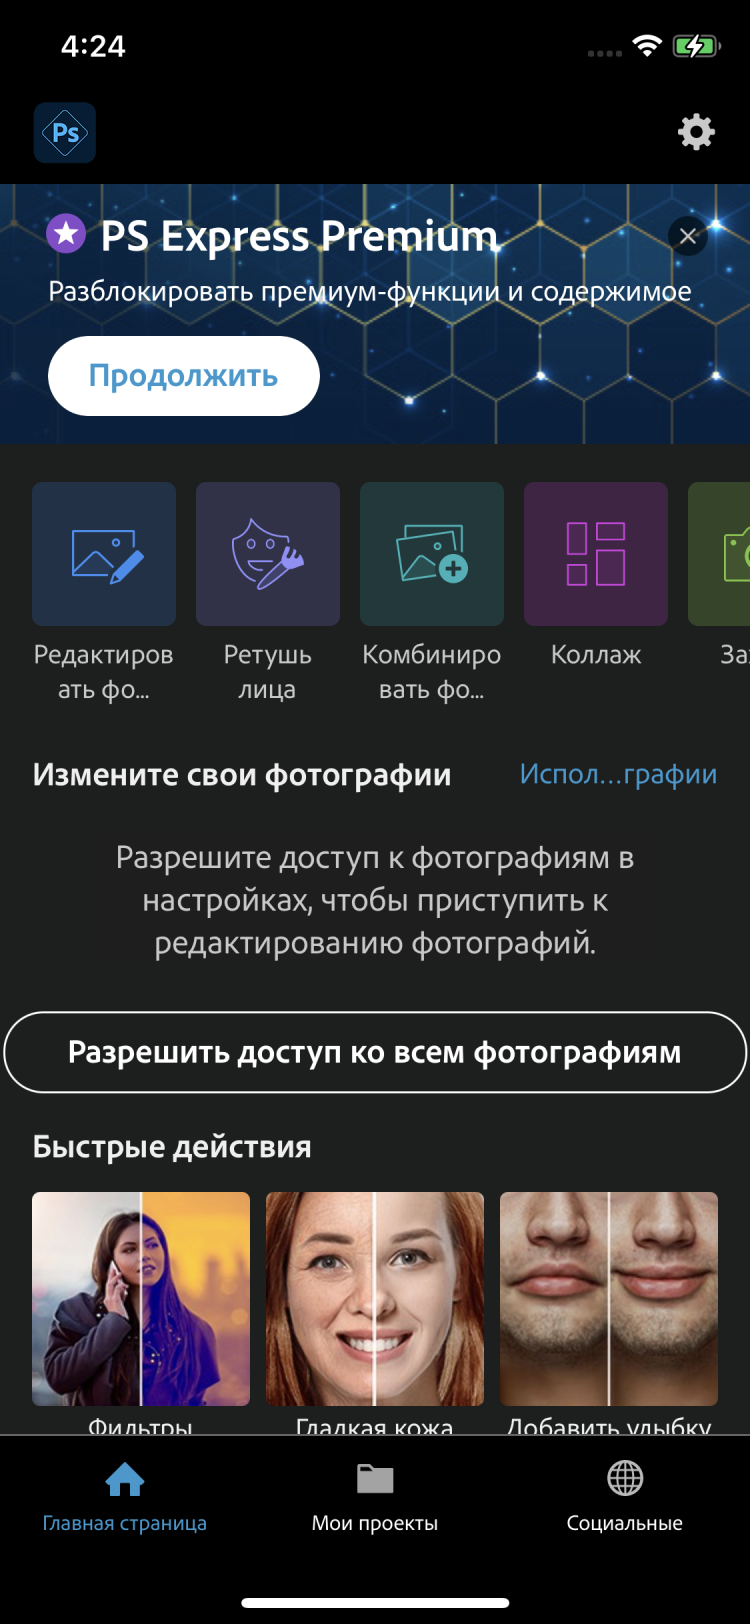 4:24
Ps
PS Express Premium
Разблокировать премиум-функции и содержимое
Продолжить
Редактиров
ать фо...
Ретушь
лица
Комбиниро
вать фо...
Коллаж
Измените свои фотографии
Испол...графии
Разрешите доступ к фотографиям в
настройках, чтобы приступить к
редактированию фотографий.
Разрешить доступ ко всем фотографиям
Быстрые действия
Фильтры
Гладкая кожа
Добавить улыбку
Главная страница
Мои проекты
Социальные